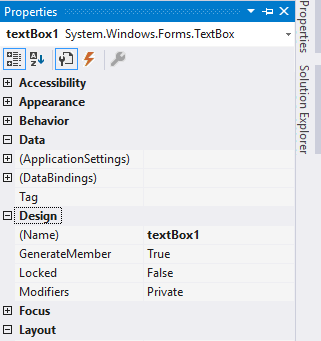 Properties
textBox1 System.Windows.Forms.TextBox
Accessibility
Appearance
Behavior
Data
(ApplicationSettings)
(DataBindings)
Tag
Design
(Name) textBox1
GenerateMember True
Locked False
Modifiers Private
Focus
Layout
Properties
Solution Explorer